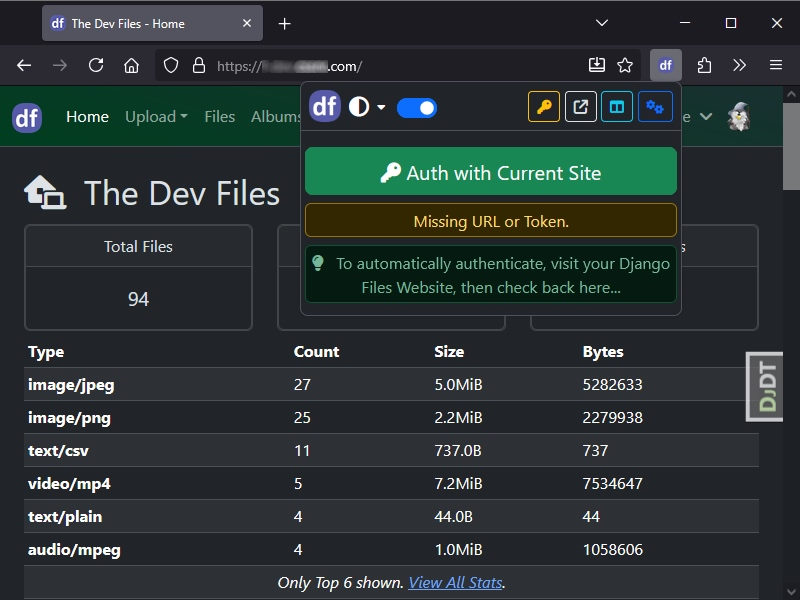 df The Dev Files - Home
https:// .com/
df
df
df
Home Upload Files Albums
Auth with Current Site
Missing URL or Token.
To automatically authenticate, visit your Django
Files Website, then check back here...
The Dev Files
Total Files
94
Type Count Size Bytes
image/jpeg 27 5.0MiB 5282633
image/png 25 2.2MiB 2279938
text/csv 11 737.0B 737
video/mp4 5 7.2MiB 7534647
text/plain 4 44.0B 44
audio/mpeg 4 1.0MiB 1058606
Only Top 6 shown. View All Stats.
DJDT